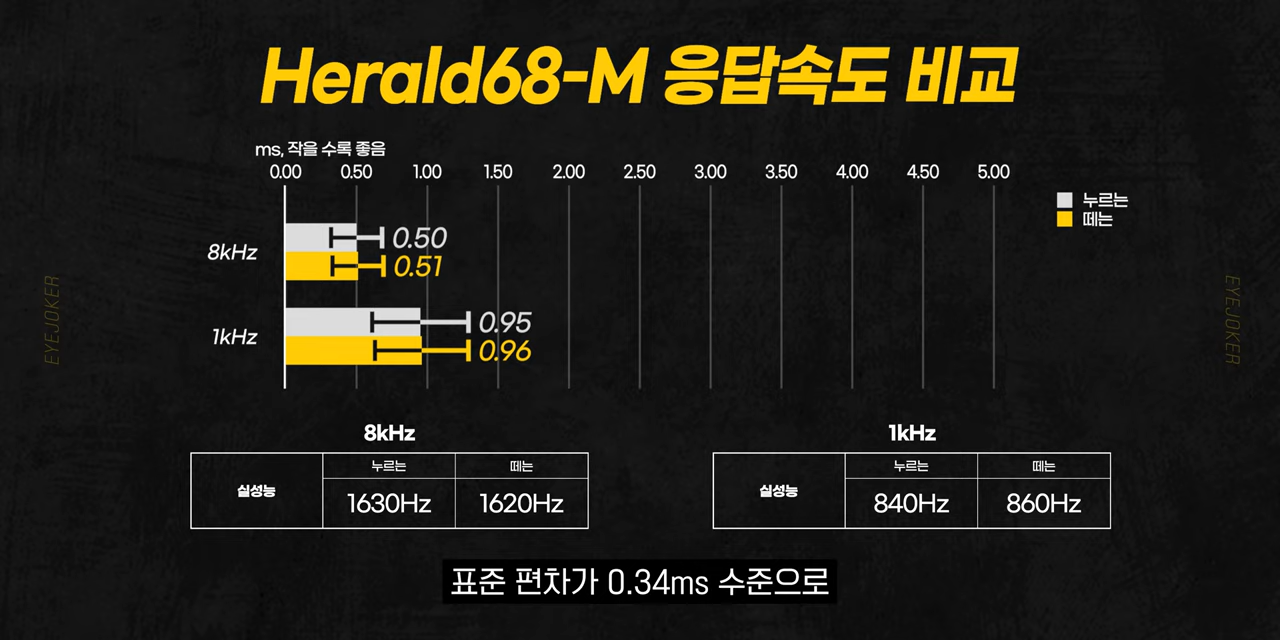 Herald68-M 응답속도 비교
ms, 작을 수록 좋음
0.00 0.50 1.00 1.50 2.00 2.50 3.00 3.50 4.00 4.50 5.00
누르는
떼는
8kHz
0.50
0.51
1kHz
0.95
0.96
EYEJOKER
EYEJOKER
8kHz
실성능
누르는 떼는
1630Hz 1620Hz
1kHz
실성능
누르는 떼는
840Hz 860Hz
표준 편차가 0.34ms 수준으로